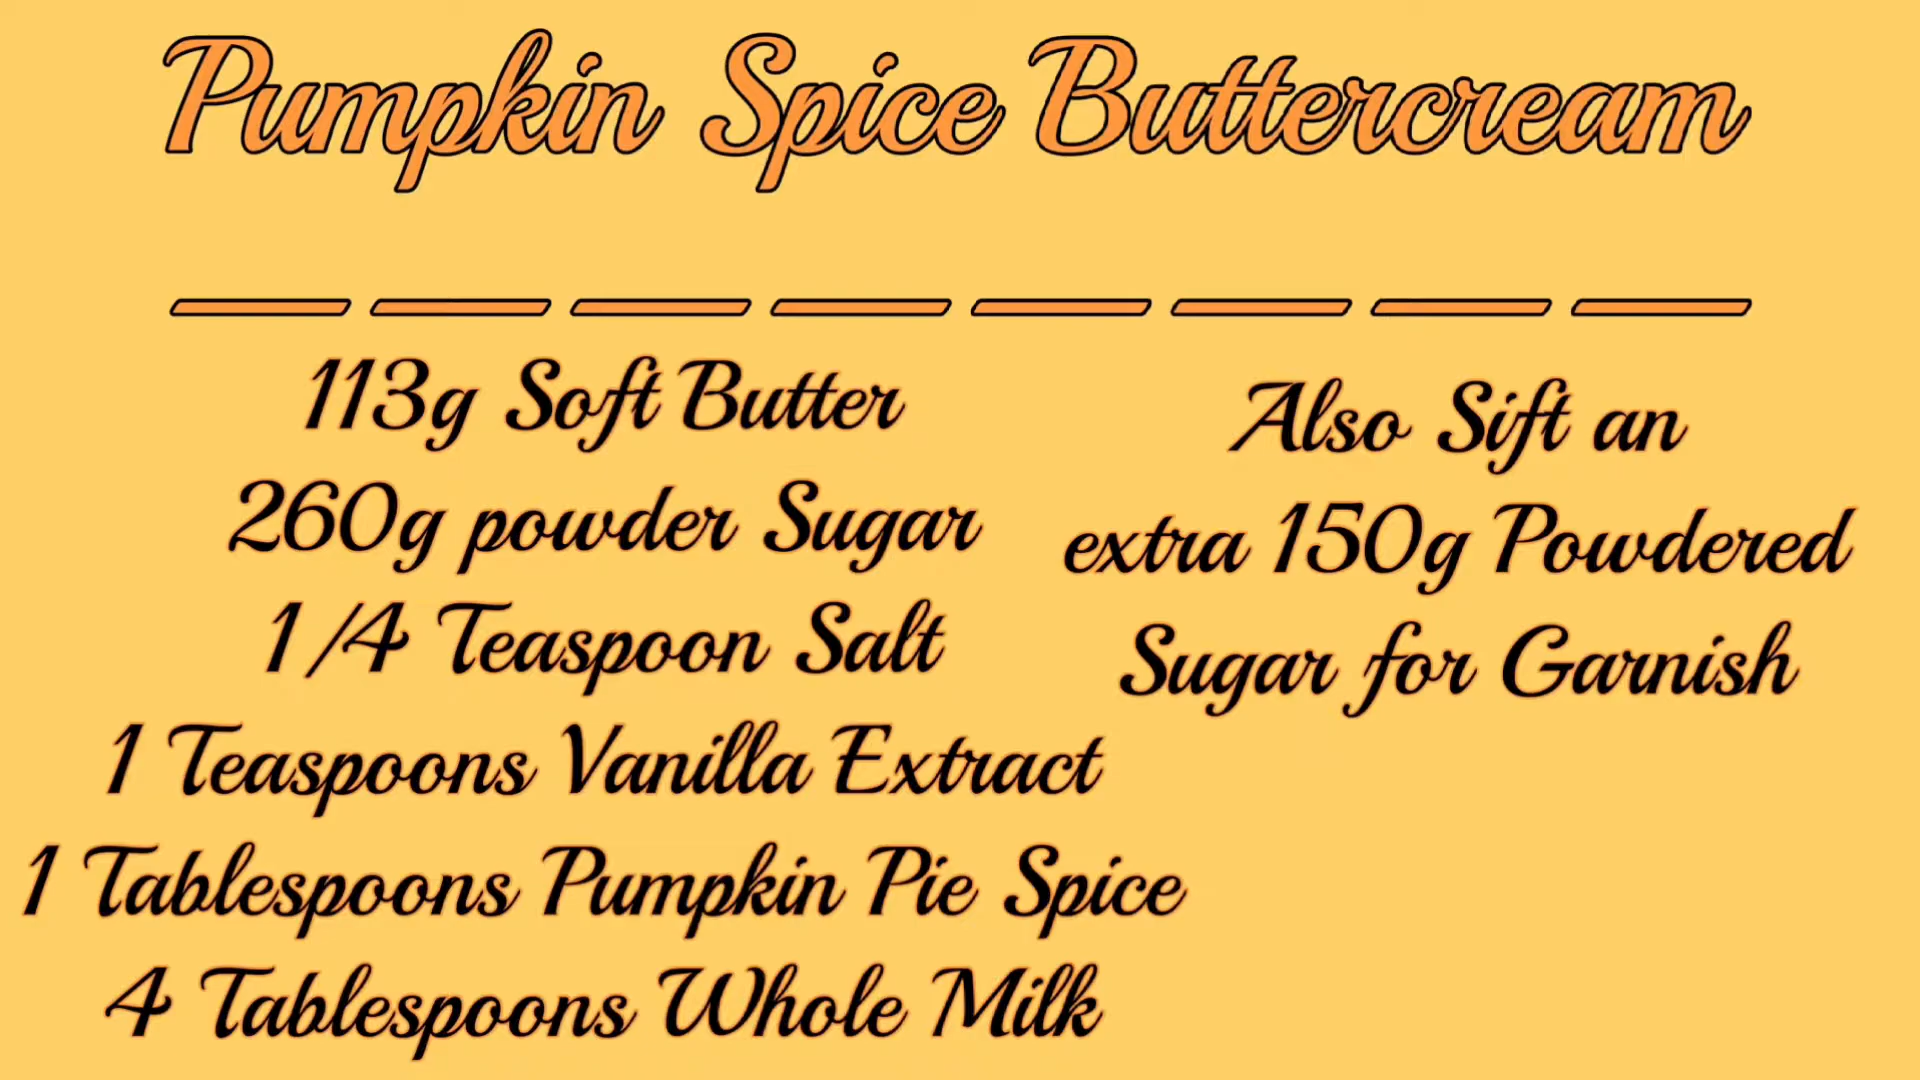 Pumpkin Spice Buttercream
113g Soft Butter
260g powder Sugar
1/4 Teaspoon Salt
1 Teaspoons Vanilla Extract
1 Tablespoons Pumpkin Pie Spice
4 Tablespoons Whole Milk
Also Sift an
extra 150g Powdered
Sugar for Garnish